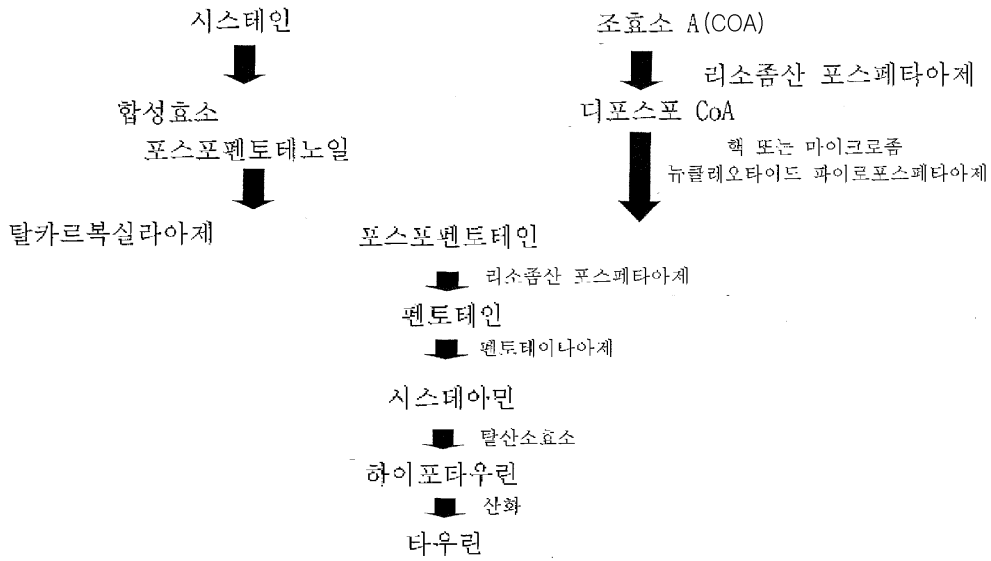 시스테인
합성효소
포스포펜토테노일
탈카르복실라아제
조효소 A(COA)
리소좀산 포스페타아제
디포스포 CoA
핵 또는 마이크로좀
뉴클레오타이드 파이로포스페타아제
포스포펜토테인
리소좀산 포스페타아제
펜토테인
펜토테이나아제
시스데아민
탈산소효소
하이포타우린
산화
타우린